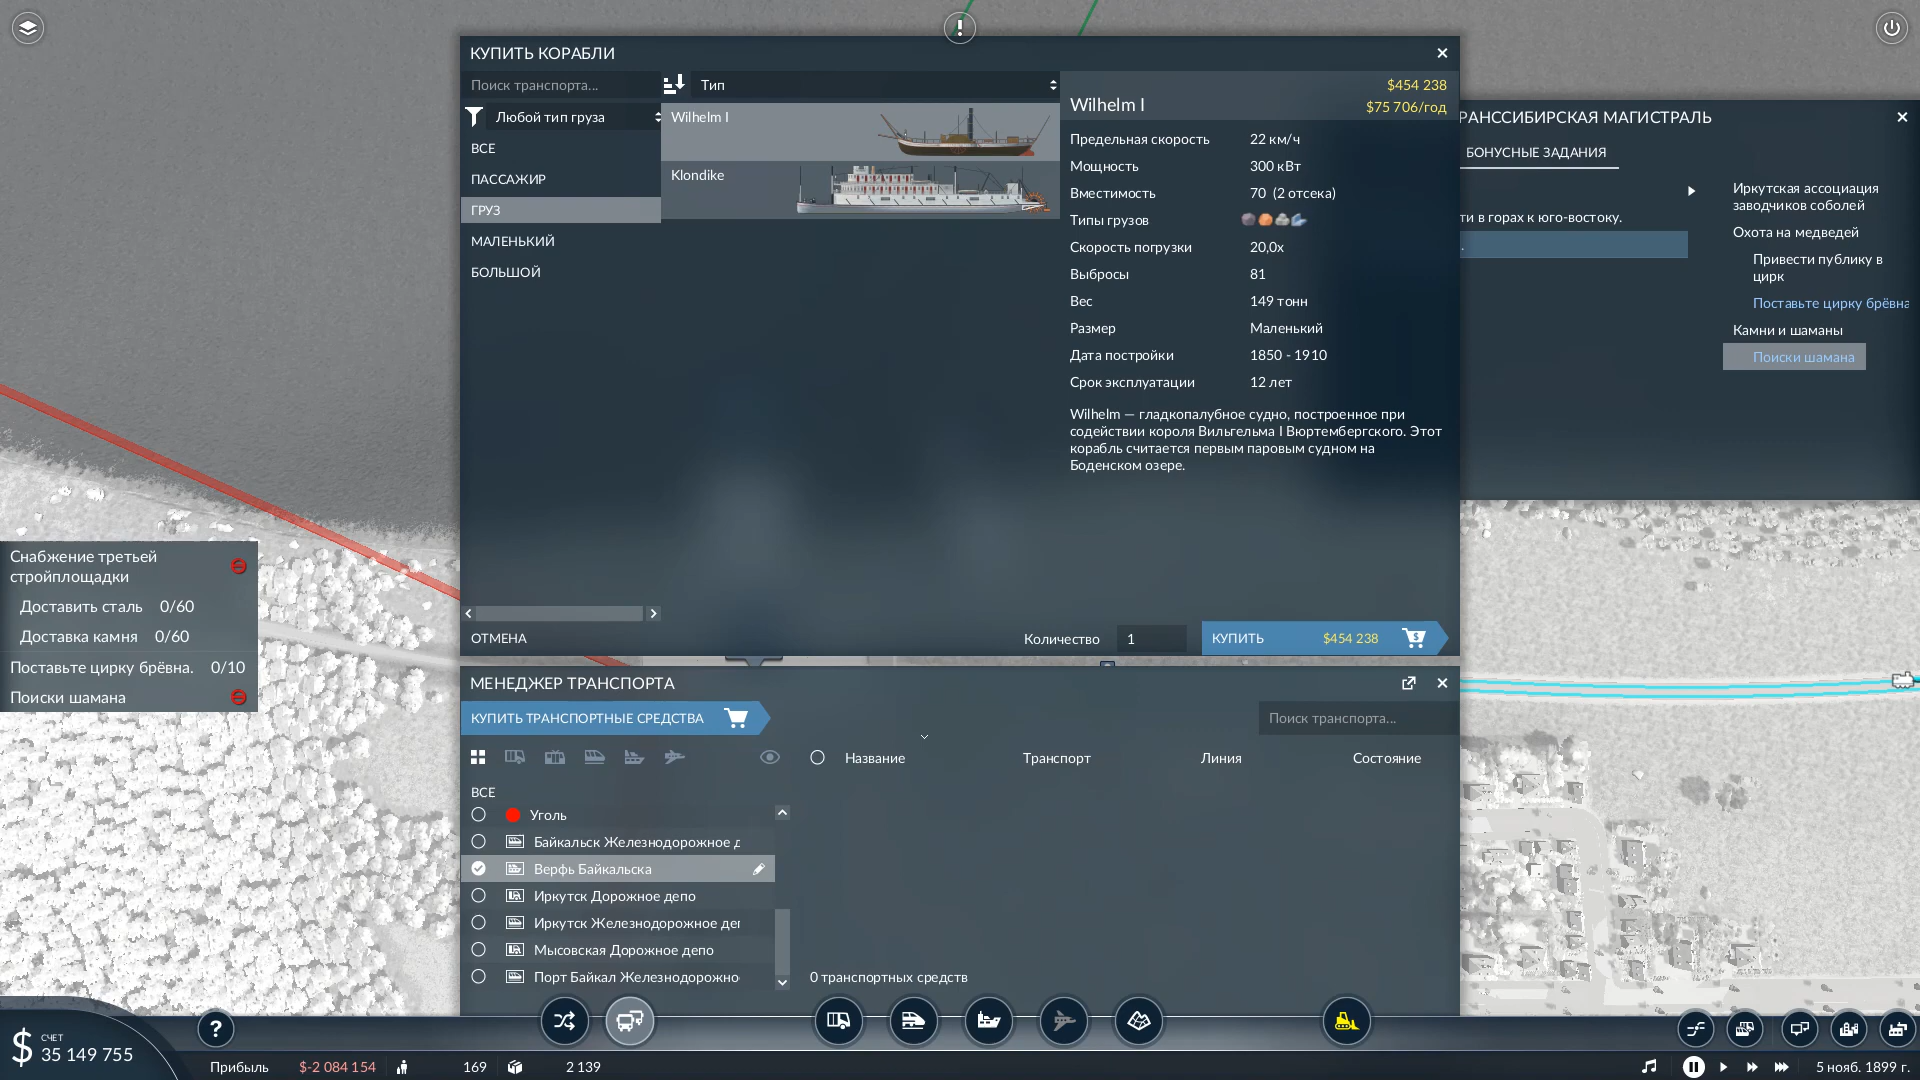 КУПИТЬ КОРАБЛИ
Поиск транспорта...
Тип
Любой тип груза
ВСЕ
ПАССАЖИР
ГРУЗ
МАЛЕНЬКИЙ
БОЛЬШОЙ
Wilhelm I
Klondike
$454 238
Wilhelm I
$75 706/год
Предельная скорость 22 км/ч
Мощность 300 кВт
Вместимость 70 (2 отсека)
Типы грузов
Скорость погрузки 20,0x
Выбросы 81
Вес 149 тонн
Размер Маленький
Дата постройки 1850 - 1910
Срок эксплуатации 12 лет
Wilhelm — гладкопалубное судно, построенное при
содействии короля Вильгельма I Вюртембергского. Этот
корабль считается первым паровым судном на
Боденском озере.
ОТМЕНА
Количество 1
КУПИТЬ $454 238
РАНССИБИРСКАЯ МАГИСТРАЛЬ
БОНУСНЫЕ ЗАДАНИЯ
ти в горах к юго-востоку.
Иркутская ассоциация
заводчиков соболей
Охота на медведей
Привести публику в
цирк
Поставьте цирку брёвна
Камни и шаманы
Поиски шамана
Снабжение третьей
стройплощадки
Доставить сталь 0/60
Доставка камня 0/60
Поставьте цирку брёвна. 0/10
Поиски шамана
МЕНЕДЖЕР ТРАНСПОРТА
КУПИТЬ ТРАНСПОРТНЫЕ СРЕДСТВА
Поиск транспорта...
Название Транспорт Линия Состояние
ВСЕ
Уголь
Байкальск Железнодорожное д
Верфь Байкальска
Иркутск Дорожное депо
Иркутск Железнодорожное деп
Мысовская Дорожное депо
Порт Байкал Железнодорожно
0 транспортных средств
СЧЕТ
$ 35 149 755
?
Прибыль $-2 084 154 169 2 139
5 нояб. 1899 г.